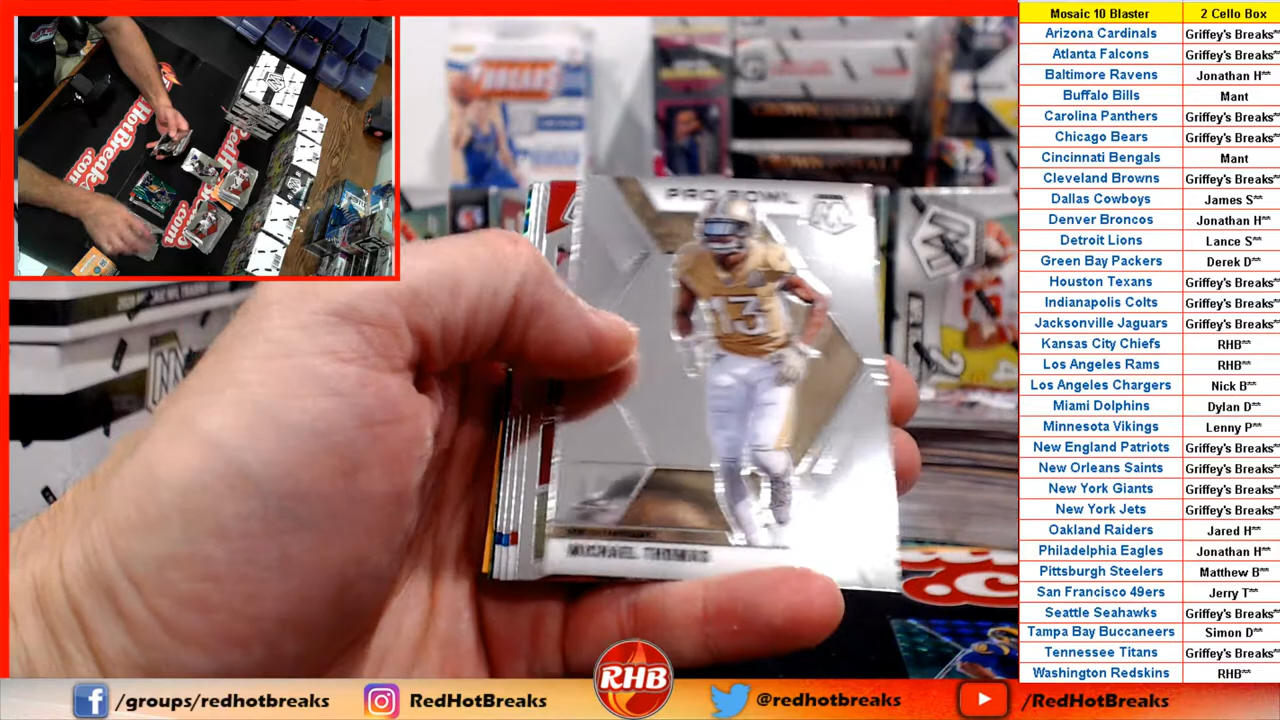 Mosaic 10 Blaster 2 Cello Box
Arizona Cardinals Griffey's Breaks**
Atlanta Falcons Griffey's Breaks**
Baltimore Ravens Jonathan H**
Buffalo Bills Mant
Carolina Panthers Griffey's Breaks**
Chicago Bears Griffey's Breaks**
Cincinnati Bengals Mant
Cleveland Browns Griffey's Breaks**
Dallas Cowboys James S**
Denver Broncos Jonathan H**
Detroit Lions Lance S**
Green Bay Packers Derek D**
Houston Texans Griffey's Breaks**
Indianapolis Colts Griffey's Breaks**
Jacksonville Jaguars Griffey's Breaks**
Kansas City Chiefs RHB**
Los Angeles Rams RHB**
Los Angeles Chargers Nick B**
Miami Dolphins Dylan D**
Minnesota Vikings Lenny P**
New England Patriots Griffey's Breaks**
New Orleans Saints Griffey's Breaks**
New York Giants Griffey's Breaks**
New York Jets Griffey's Breaks**
Oakland Raiders Jared H**
Philadelphia Eagles Jonathan H**
Pittsburgh Steelers Matthew B**
San Francisco 49ers Jerry T**
Seattle Seahawks Griffey's Breaks**
Tampa Bay Buccaneers Simon D**
Tennessee Titans Griffey's Breaks**
Washington Redskins RHB**
HotBreaks
.com
PRO BOWL
13
MICHAEL THOMAS
/groups/redhotbreaks
RedHotBreaks
RHB
@redhotbreaks
/RedHotBreaks